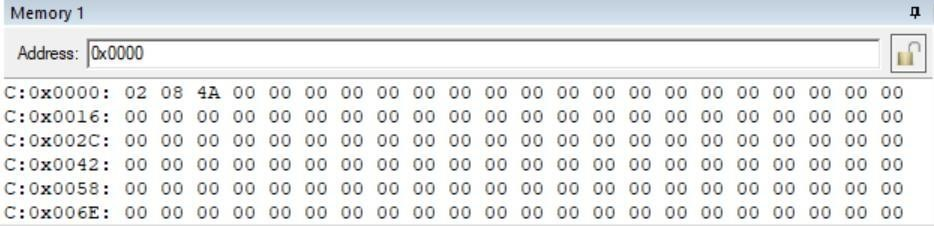 Memory 1
Address: 0x0000
C:0x0000: 02 08 4A 00 00 00 00 00 00 00 00 00 00 00 00 00 00 00 00 00 00 00
C:0x0016: 00 00 00 00 00 00 00 00 00 00 00 00 00 00 00 00 00 00 00 00 00 00
C:0x002C: 00 00 00 00 00 00 00 00 00 00 00 00 00 00 00 00 00 00 00 00 00 00
C:0x0042: 00 00 00 00 00 00 00 00 00 00 00 00 00 00 00 00 00 00 00 00 00 00
C:0x0058: 00 00 00 00 00 00 00 00 00 00 00 00 00 00 00 00 00 00 00 00 00 00
C:0x006E: 00 00 00 00 00 00 00 00 00 00 00 00 00 00 00 00 00 00 00 00 00 00